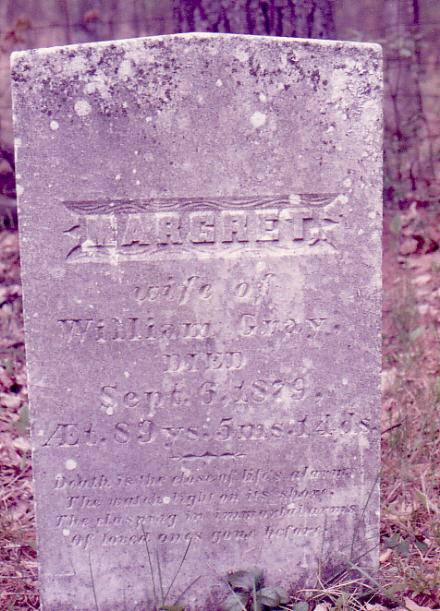 MARGRET,
wife of
William Gray.
DIED
Sept. 6. 1879.
Æt. 89 ys. 5 ms. 14 ds.
Death is the close of life's alarms,
The watch light on its shore.
The clasping in immortal arms
Of loved ones gone before.